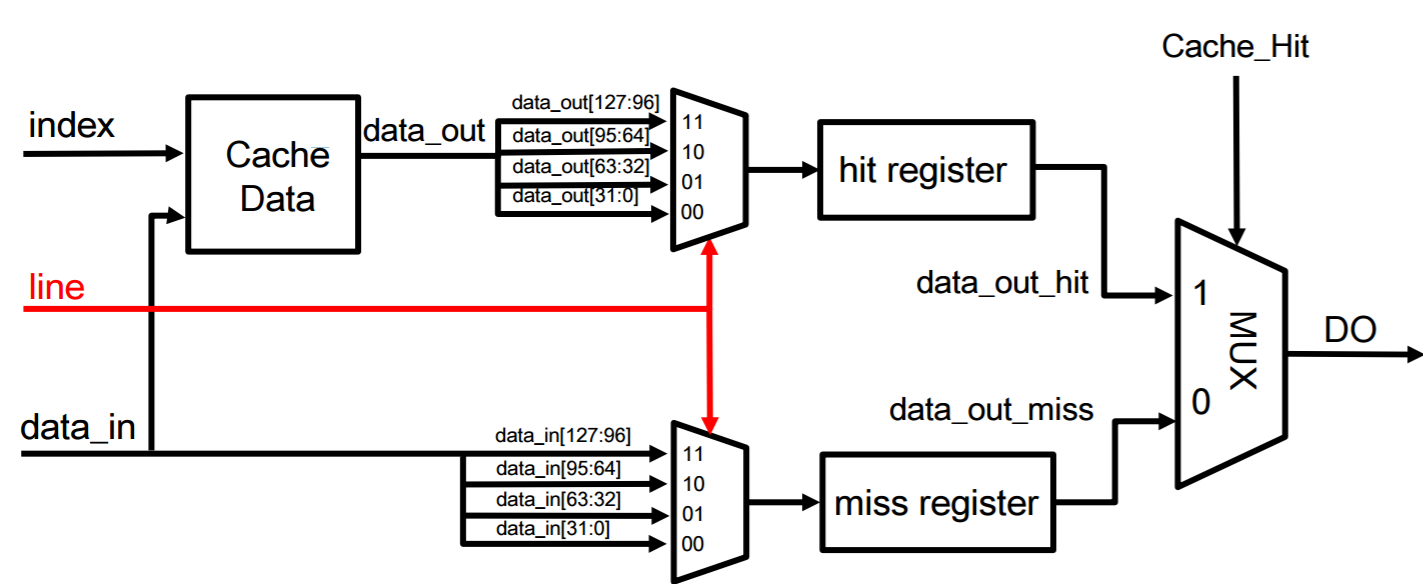 Cache_Hit
index
Cache
Data
data_out
data_out[127:96]
data_out[95:64]
data_out[63:32]
data_out[31:0]
11
10
01
00
hit register
line
data_out_hit
1
0
MUX
DO
data_in
data_in[127:96]
data_in[95:64]
data_in[63:32]
data_in[31:0]
11
10
01
00
miss register
data_out_miss